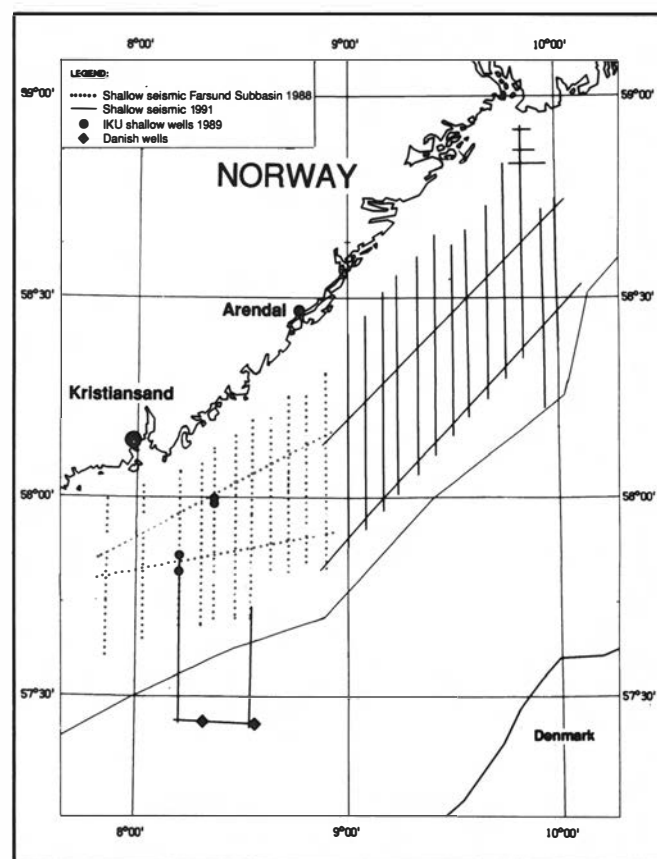 8°00'
9°00'
10°00'
LEGEND:
Shallow seismic Farsund Subbasin 1988
Shallow seismic 1991
IKU shallow wells 1989
Danish wells
59°00'
59°00'
NORWAY
58°30'
58°30'
Arendal
Kristiansand
58°00'
58°00'
57°30'
57°30'
Denmark
8°00'
9°00'
10°00'